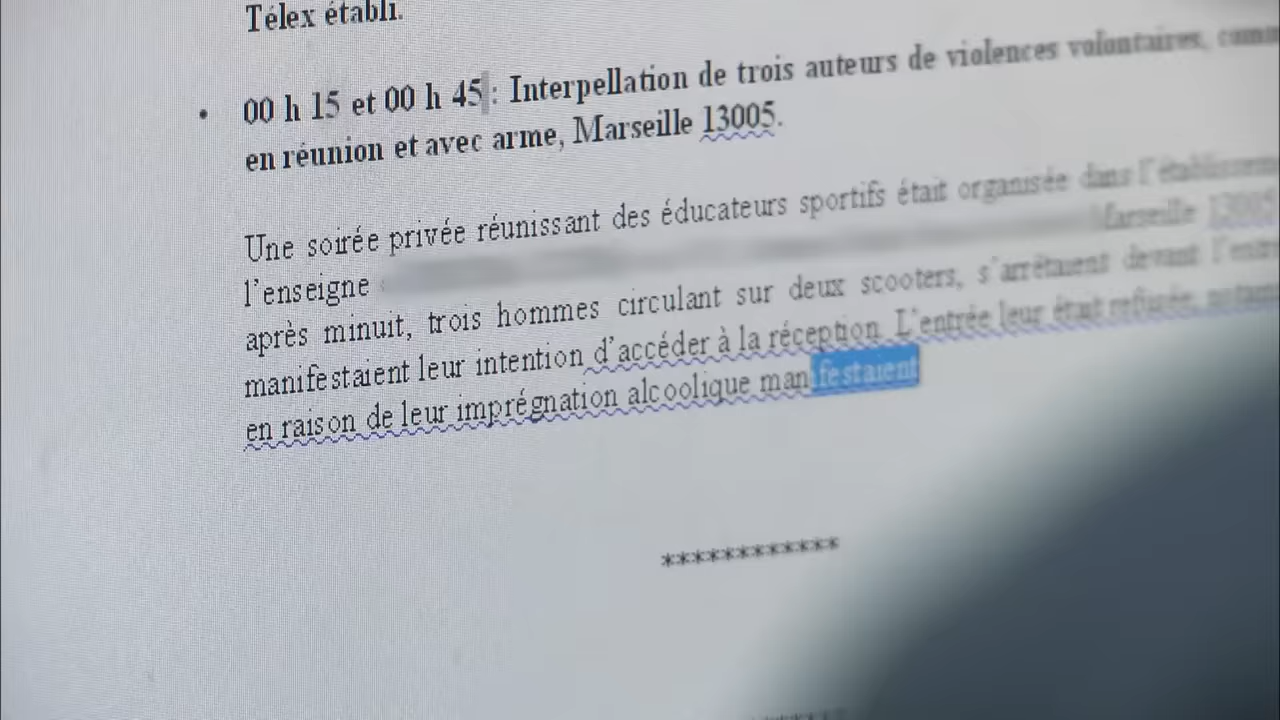 Télex établi.
• 00 h 15 et 00 h 45 : Interpellation de trois auteurs de violences volontaires,
en réunion et avec arme, Marseille 13005.
Une soirée privée réunissant des éducateurs sportifs était organisée dans
l'enseigne Marseille 13005
après minuit, trois hommes circulant sur deux scooters, s'arrêtaient devant
manifestaient leur intention d'accéder à la réception. L'entrée leur était refusée,
en raison de leur imprégnation alcoolique manifestaient
************